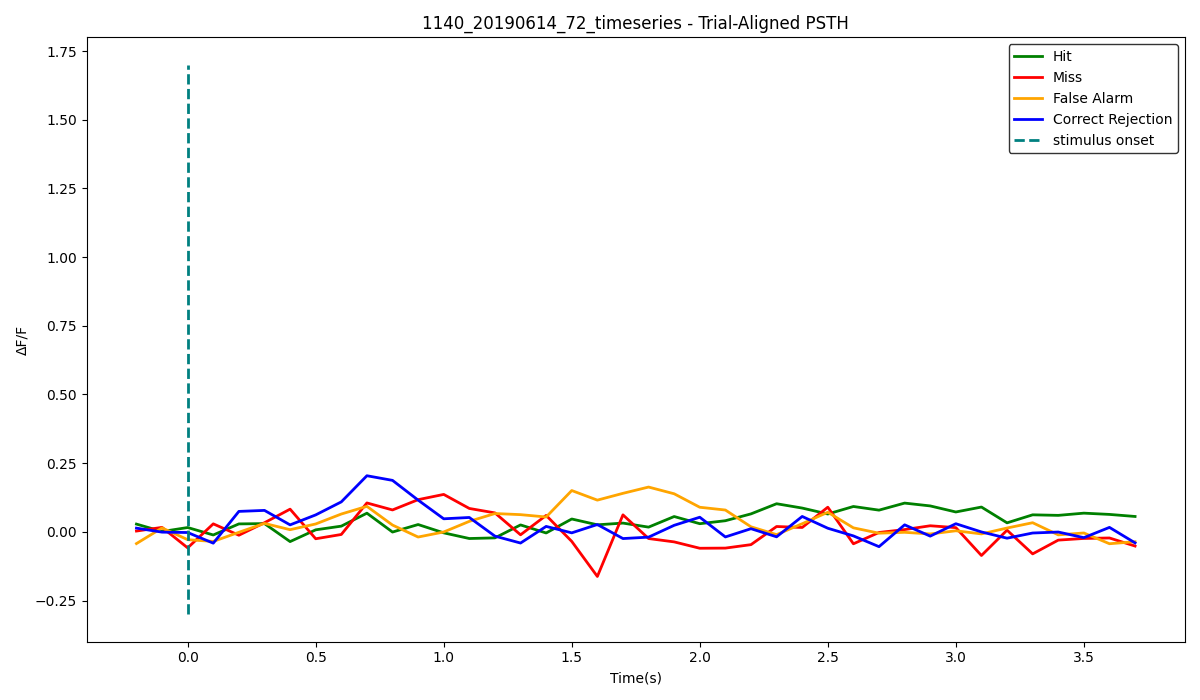 1140_20190614_72_timeseries - Trial-Aligned PSTH
1.75
1.50
1.25
1.00
0.75
0.50
0.25
0.00
−0.25
ΔF/F
Hit
Miss
False Alarm
Correct Rejection
stimulus onset
0.0 0.5 1.0 1.5 2.0 2.5 3.0 3.5
Time(s)